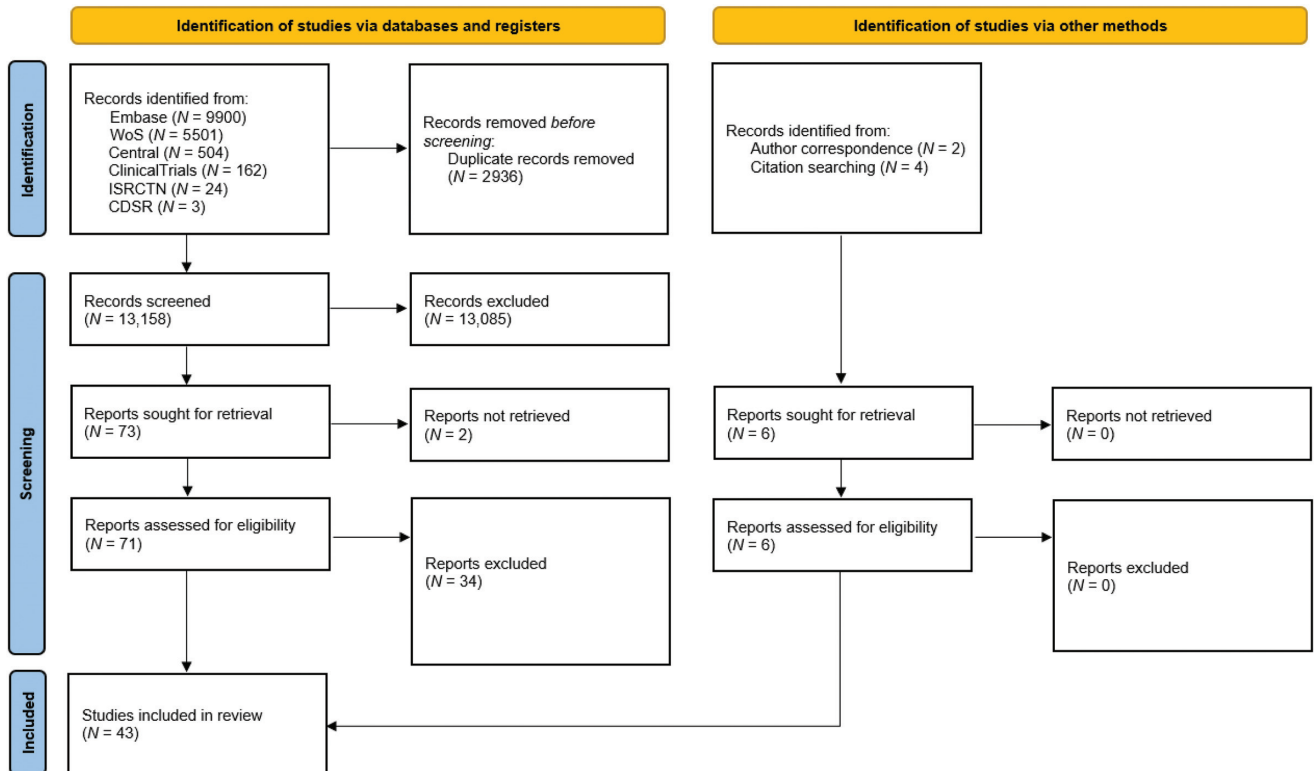 Identification of studies via databases and registers
Identification of studies via other methods
Identification
Records identified from:
Embase (N = 9900)
WoS (N = 5501)
Central (N = 504)
ClinicalTrials (N = 162)
ISRCTN (N = 24)
CDSR (N = 3)
Records removed before
screening:
Duplicate records removed
(N = 2936)
Records identified from:
Author correspondence (N = 2)
Citation searching (N = 4)
Screening
Records screened
(N = 13,158)
Records excluded
(N = 13,085)
Reports sought for retrieval
(N = 73)
Reports not retrieved
(N = 2)
Reports sought for retrieval
(N = 6)
Reports not retrieved
(N = 0)
Reports assessed for eligibility
(N = 71)
Reports excluded
(N = 34)
Reports assessed for eligibility
(N = 6)
Reports excluded
(N = 0)
Included
Studies included in review
(N = 43)